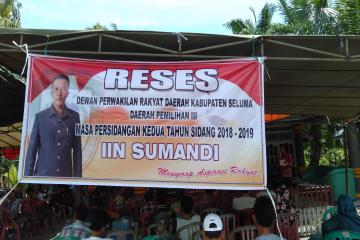 RESES
DEWAN PERWAKILAN RAKYAT DAERAH KABUPATEN SELUMA
DAERAH PEMILIHAN III
MASA PERSIDANGAN KEDUA TAHUN SIDANG 2018 - 2019
IIN SUMANDI
Menyerap Aspirasi Rakyat